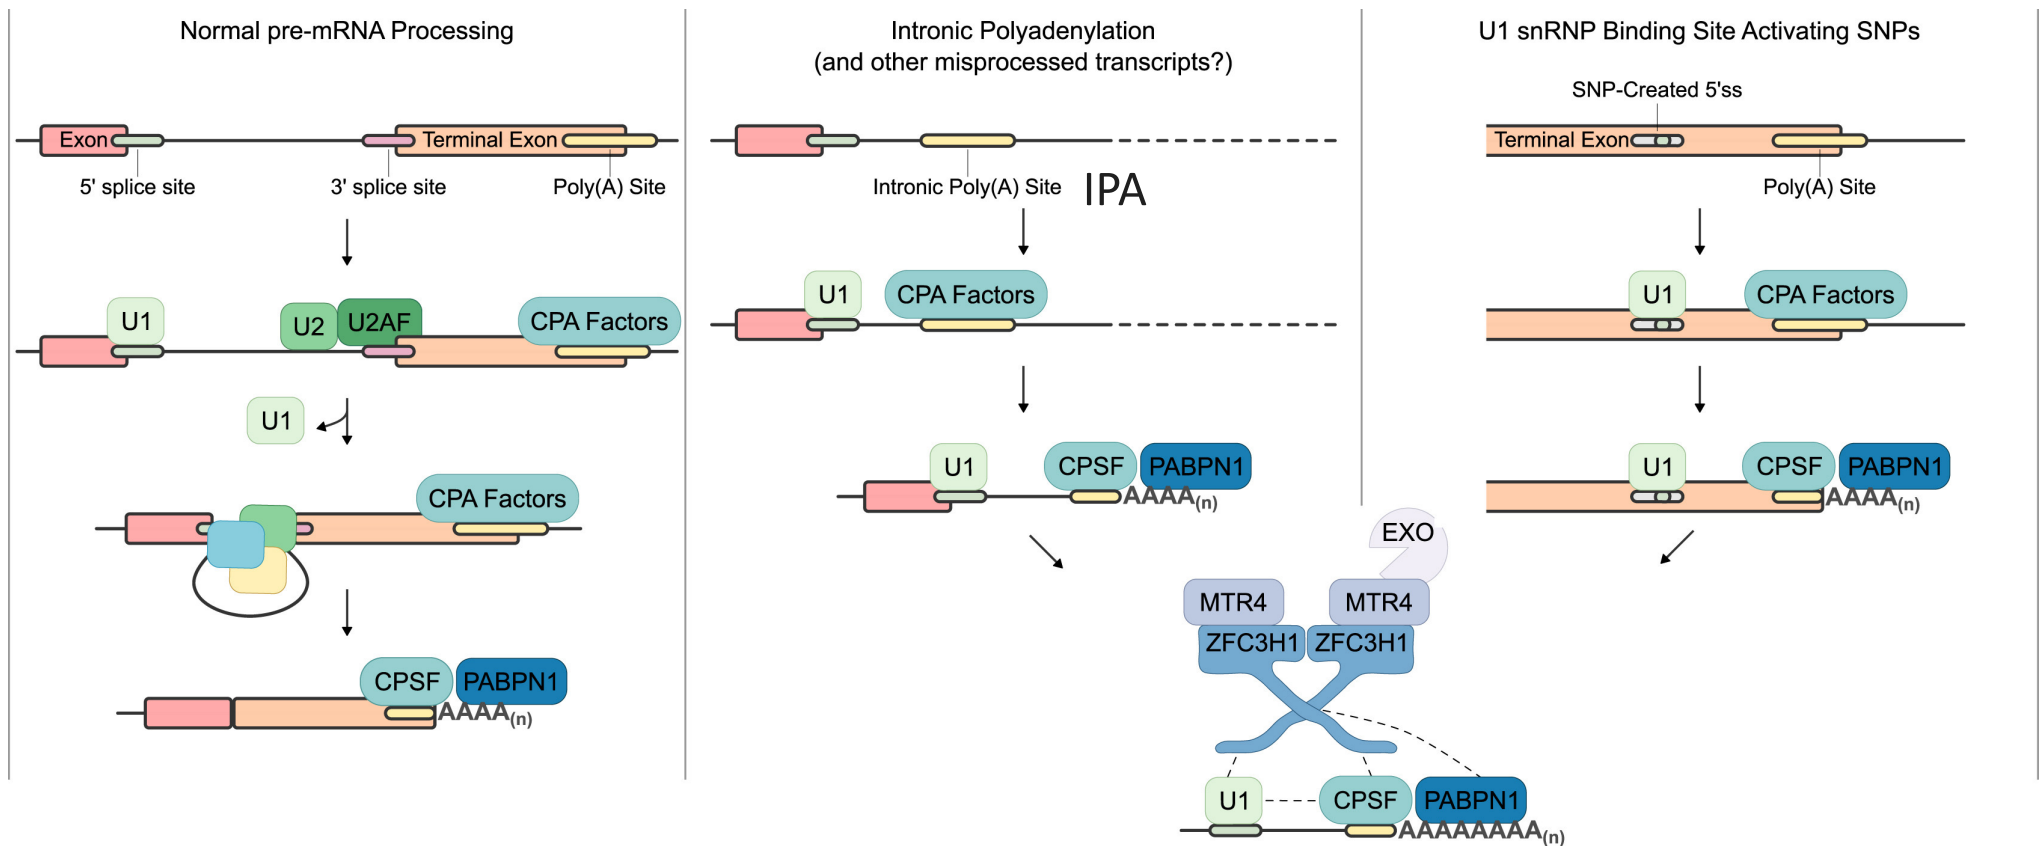 Normal pre-mRNA Processing
Exon
Terminal Exon
5' splice site
3' splice site
Poly(A) Site
U1
U2
U2AF
CPA Factors
U1
CPA Factors
CPSF
PABPN1
AAAA(n)
Intronic Polyadenylation
(and other misprocessed transcripts?)
Intronic Poly(A) Site
IPA
U1
CPA Factors
U1
CPSF
PABPN1
AAAA(n)
U1 snRNP Binding Site Activating SNPs
SNP-Created 5'ss
Terminal Exon
Poly(A) Site
U1
CPA Factors
U1
CPSF
PABPN1
AAAA(n)
EXO
MTR4
MTR4
ZFC3H1
ZFC3H1
U1
CPSF
PABPN1
AAAAAAAA(n)